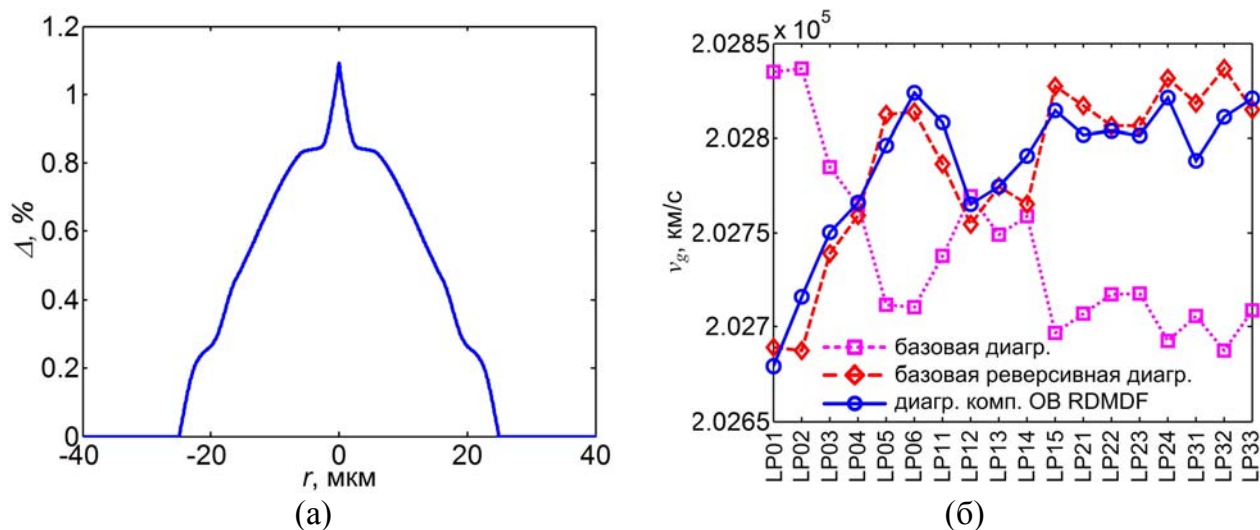 1.2
1
0.8
0.6
0.4
0.2
0
Δ, %
-40
-20
0
20
40
r, мкм
(а)
2.0285 x 10^5
2.028
2.0275
2.027
2.0265
v_g, км/с
базовая диагр.
базовая реверсивная диагр.
диагр. комп. ОВ RDMDF
LP01
LP02
LP03
LP04
LP05
LP06
LP11
LP12
LP13
LP14
LP15
LP21
LP22
LP23
LP24
LP31
LP32
LP33
(б)